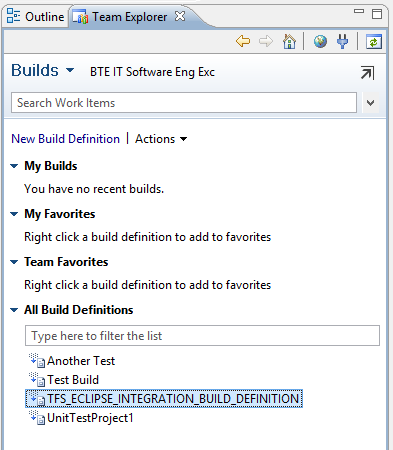 Outline
Team Explorer
Builds
BTE IT Software Eng Exc
Search Work Items
New Build Definition | Actions
My Builds
You have no recent builds.
My Favorites
Right click a build definition to add to favorites
Team Favorites
Right click a build definition to add to favorites
All Build Definitions
Type here to filter the list
Another Test
Test Build
TFS_ECLIPSE_INTEGRATION_BUILD_DEFINITION
UnitTestProject1